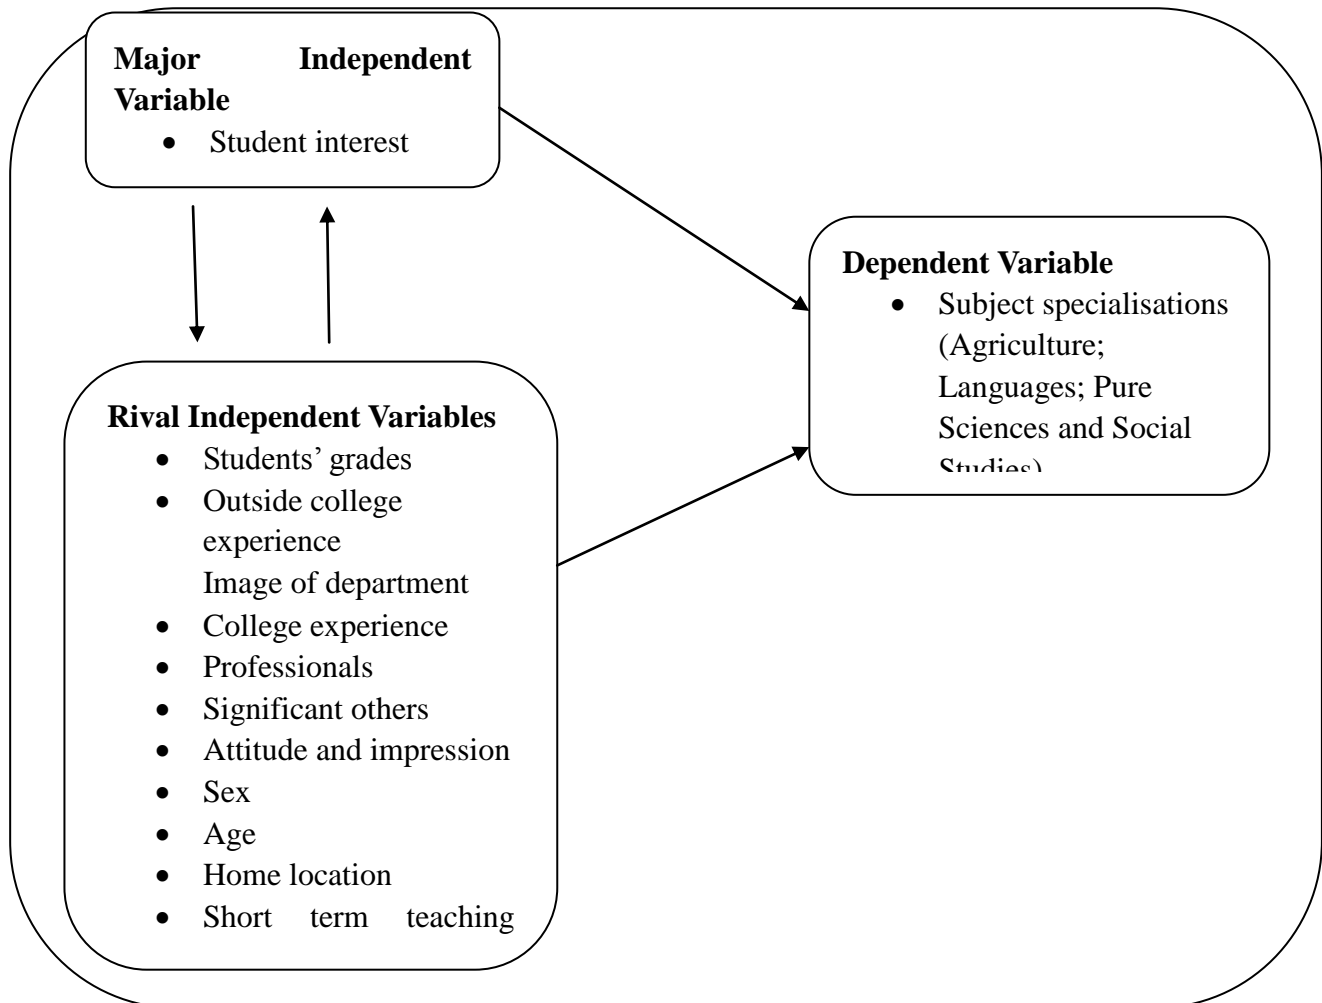 Major Independent
Variable
• Student interest
Dependent Variable
• Subject specialisations
(Agriculture;
Languages; Pure
Sciences and Social
Studies)
Rival Independent Variables
• Students’ grades
• Outside college
experience
Image of department
• College experience
• Professionals
• Significant others
• Attitude and impression
• Sex
• Age
• Home location
• Short term teaching